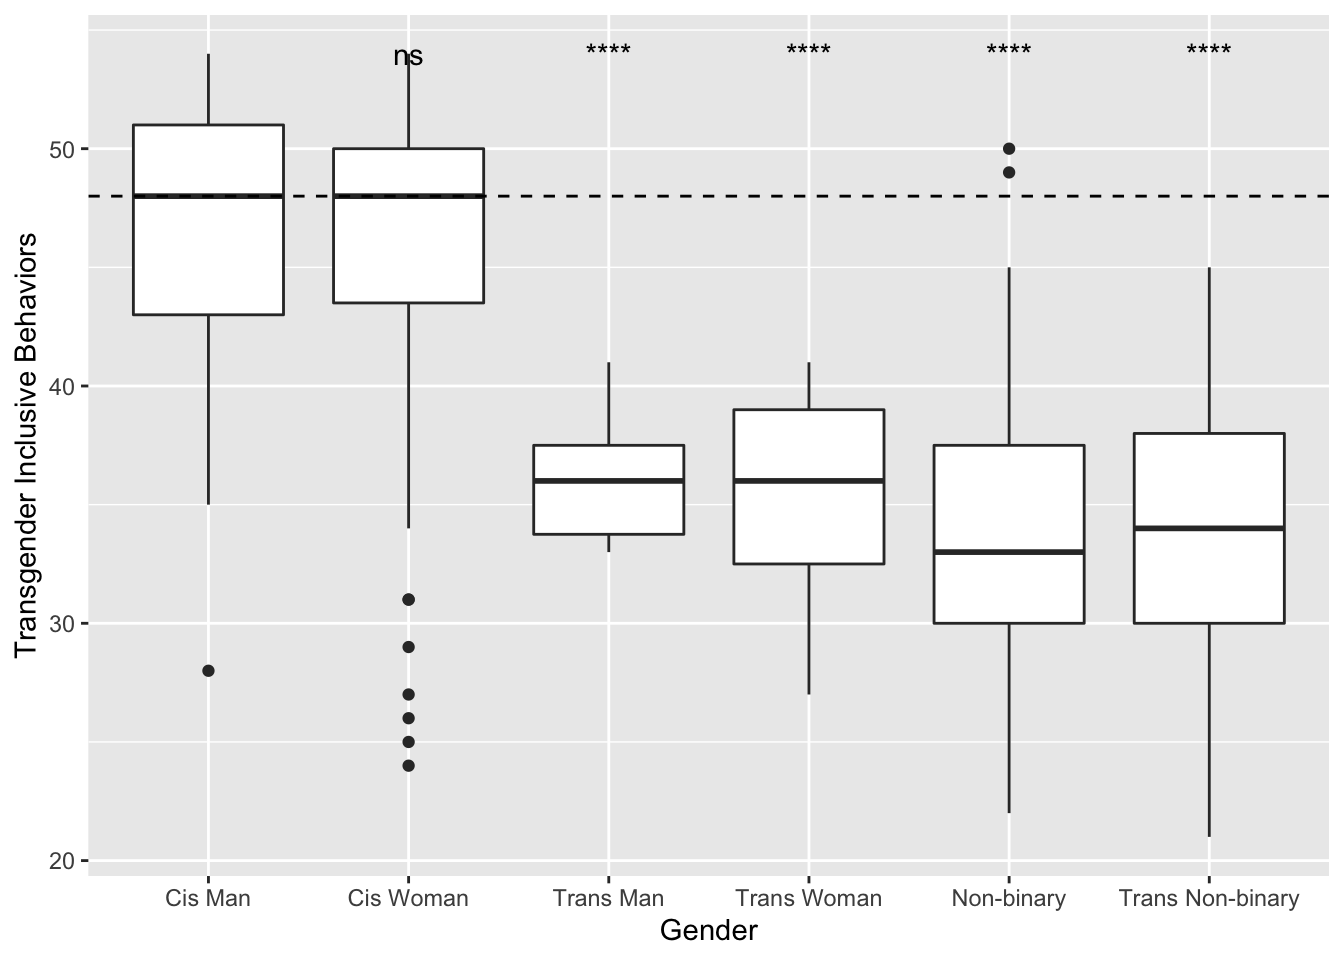 ns **** **** **** ****
50
40
30
20
Transgender Inclusive Behaviors
Cis Man Cis Woman Trans Man Trans Woman Non-binary Trans Non-binary
Gender